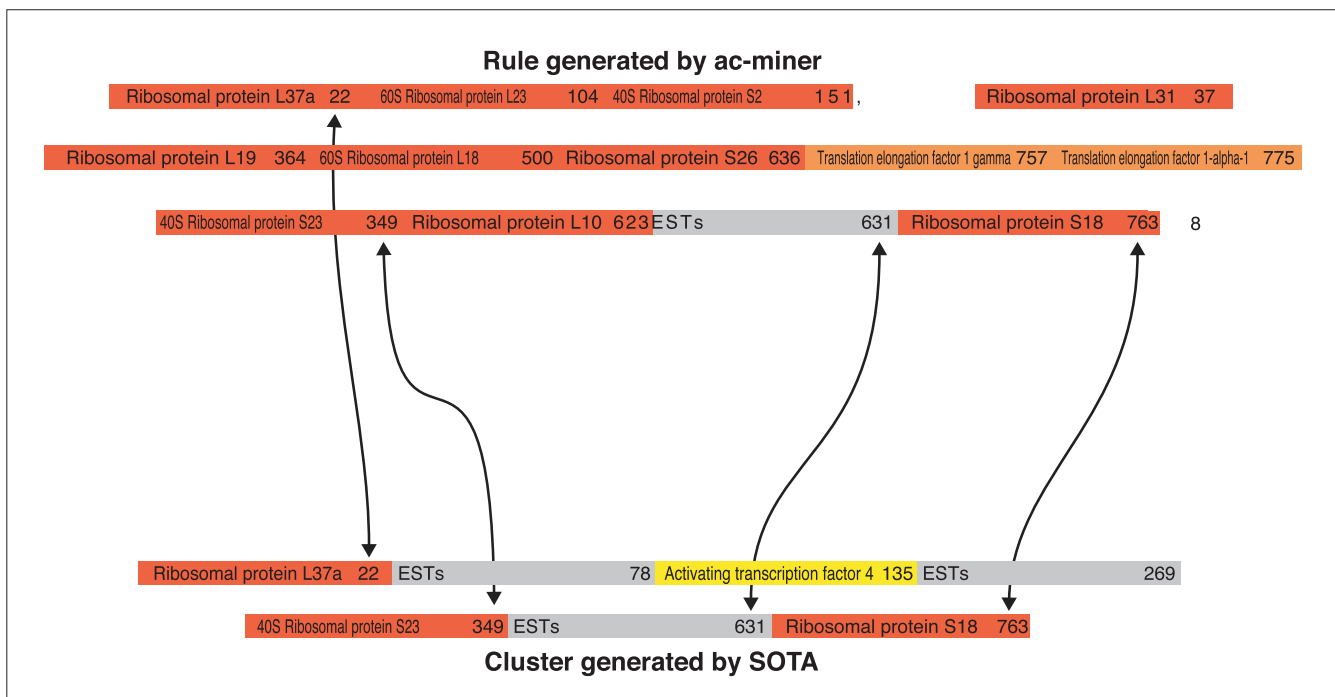 Rule generated by ac-miner
Ribosomal protein L37a 22 60S Ribosomal protein L23 104 40S Ribosomal protein S2 151, Ribosomal protein L31 37
Ribosomal protein L19 364 60S Ribosomal protein L18 500 Ribosomal protein S26 636 Translation elongation factor 1 gamma 757 Translation elongation factor 1-alpha-1 775
40S Ribosomal protein S23 349 Ribosomal protein L10 623 ESTs 631 Ribosomal protein S18 763 8
Ribosomal protein L37a 22 ESTs 78 Activating transcription factor 4 135 ESTs 269
40S Ribosomal protein S23 349 ESTs 631 Ribosomal protein S18 763
Cluster generated by SOTA